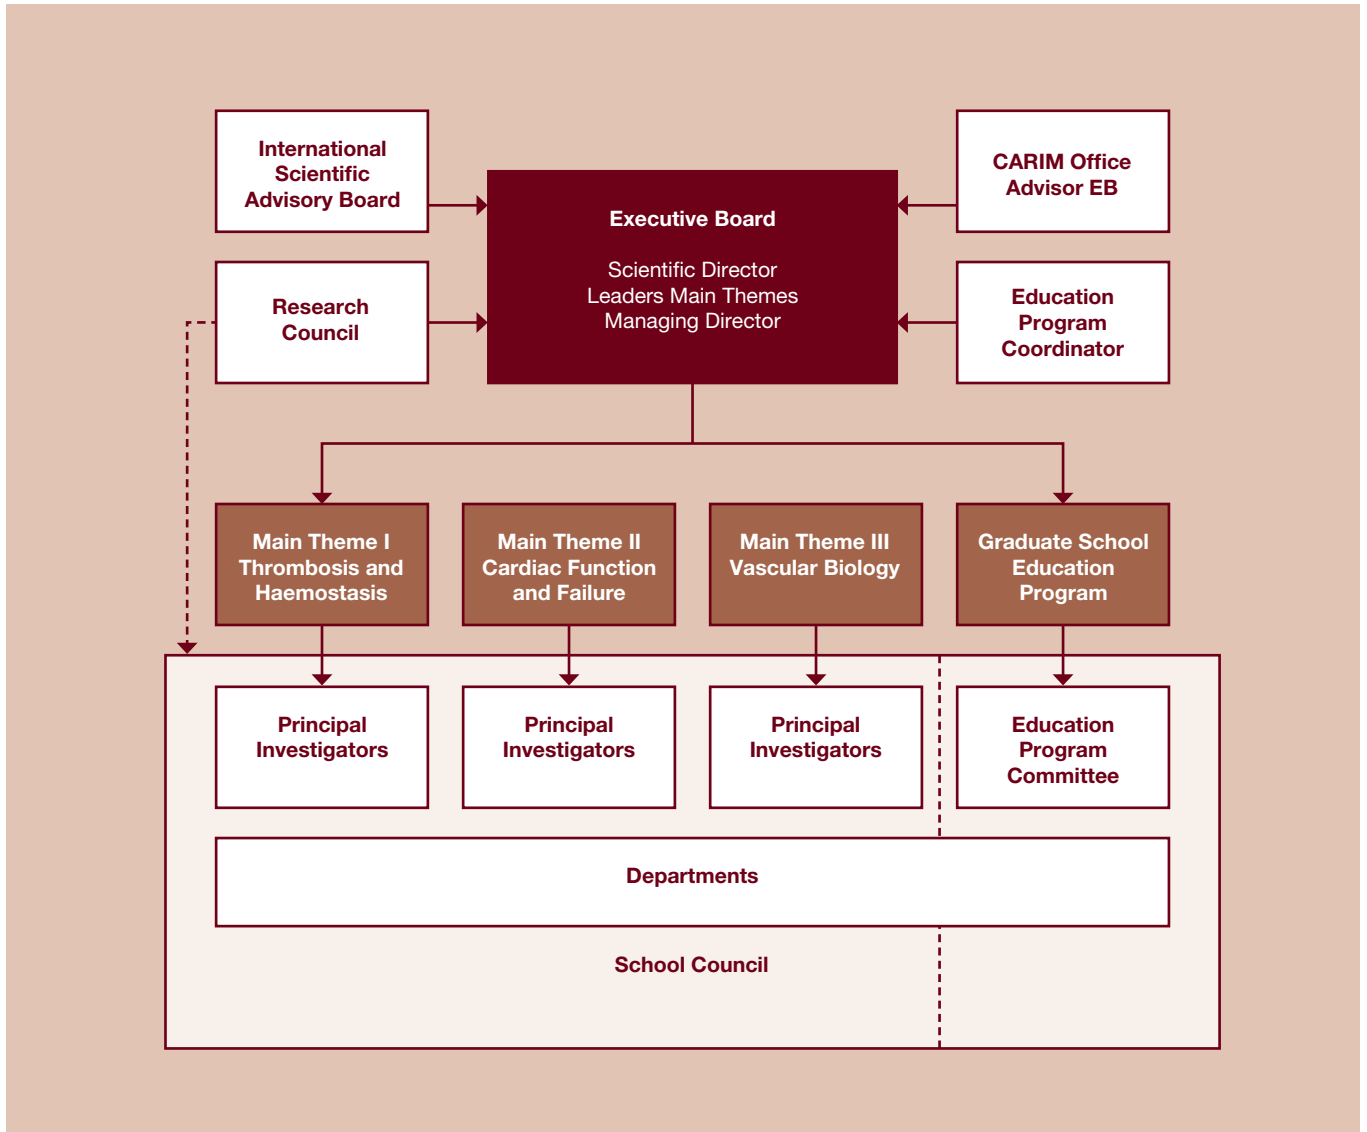 International
Scientific
Advisory Board
CARIM Office
Advisor EB
Executive Board
Scientific Director
Leaders Main Themes
Managing Director
Research
Council
Education
Program
Coordinator
Main Theme I
Thrombosis and
Haemostasis
Main Theme II
Cardiac Function
and Failure
Main Theme III
Vascular Biology
Graduate School
Education
Program
Principal
Investigators
Principal
Investigators
Principal
Investigators
Education
Program
Committee
Departments
School Council